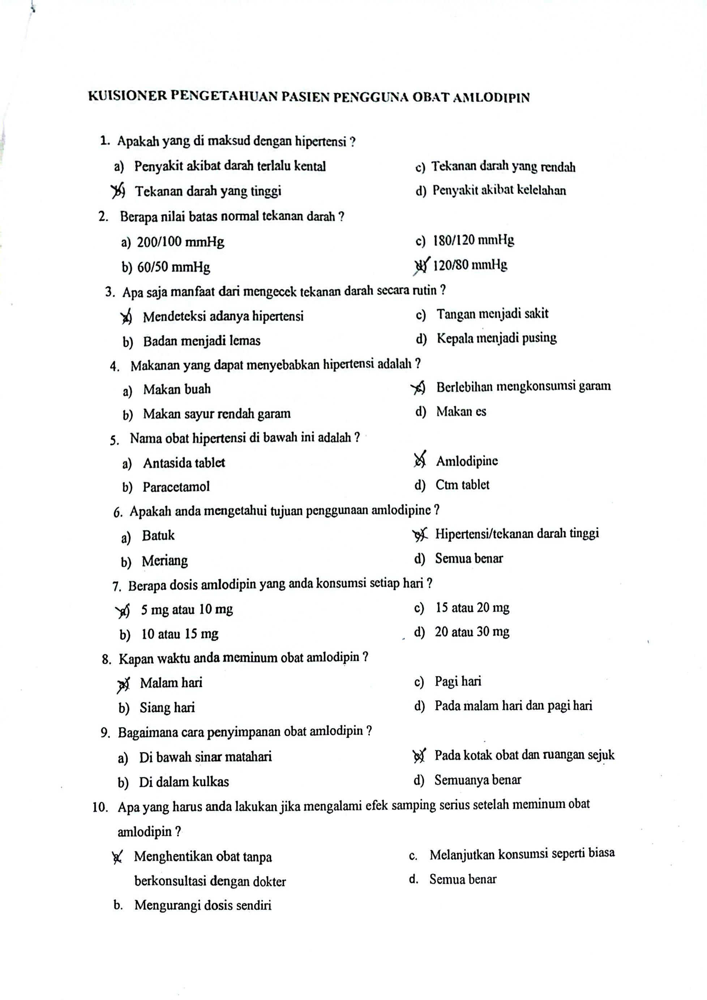 KUISIONER PENGETAHUAN PASIEN PENGGUNA OBAT AMLODIPIN
1. Apakah yang di maksud dengan hipertensi ?
a) Penyakit akibat darah terlalu kental
c) Tekanan darah yang rendah
b) Tekanan darah yang tinggi
d) Penyakit akibat kelelahan
2. Berapa nilai batas normal tekanan darah ?
a) 200/100 mmHg
c) 180/120 mmHg
b) 60/50 mmHg
d) 120/80 mmHg
3. Apa saja manfaat dari mengecek tekanan darah secara rutin ?
a) Mendeteksi adanya hipertensi
c) Tangan menjadi sakit
b) Badan menjadi lemas
d) Kepala menjadi pusing
4. Makanan yang dapat menyebabkan hipertensi adalah ?
a) Makan buah
c) Berlebihan mengkonsumsi garam
b) Makan sayur rendah garam
d) Makan es
5. Nama obat hipertensi di bawah ini adalah ?
a) Antasida tablet
c) Amlodipine
b) Paracetamol
d) Ctm tablet
6. Apakah anda mengetahui tujuan penggunaan amlodipine ?
a) Batuk
c) Hipertensi/tekanan darah tinggi
b) Meriang
d) Semua benar
7. Berapa dosis amlodipin yang anda konsumsi setiap hari ?
a) 5 mg atau 10 mg
c) 15 atau 20 mg
b) 10 atau 15 mg
d) 20 atau 30 mg
8. Kapan waktu anda meminum obat amlodipin ?
a) Malam hari
c) Pagi hari
b) Siang hari
d) Pada malam hari dan pagi hari
9. Bagaimana cara penyimpanan obat amlodipin ?
a) Di bawah sinar matahari
c) Pada kotak obat dan ruangan sejuk
b) Di dalam kulkas
d) Semuanya benar
10. Apa yang harus anda lakukan jika mengalami efek samping serius setelah meminum obat
amlodipin ?
a. Menghentikan obat tanpa
berkonsultasi dengan dokter
c. Melanjutkan konsumsi seperti biasa
d. Semua benar
b. Mengurangi dosis sendiri